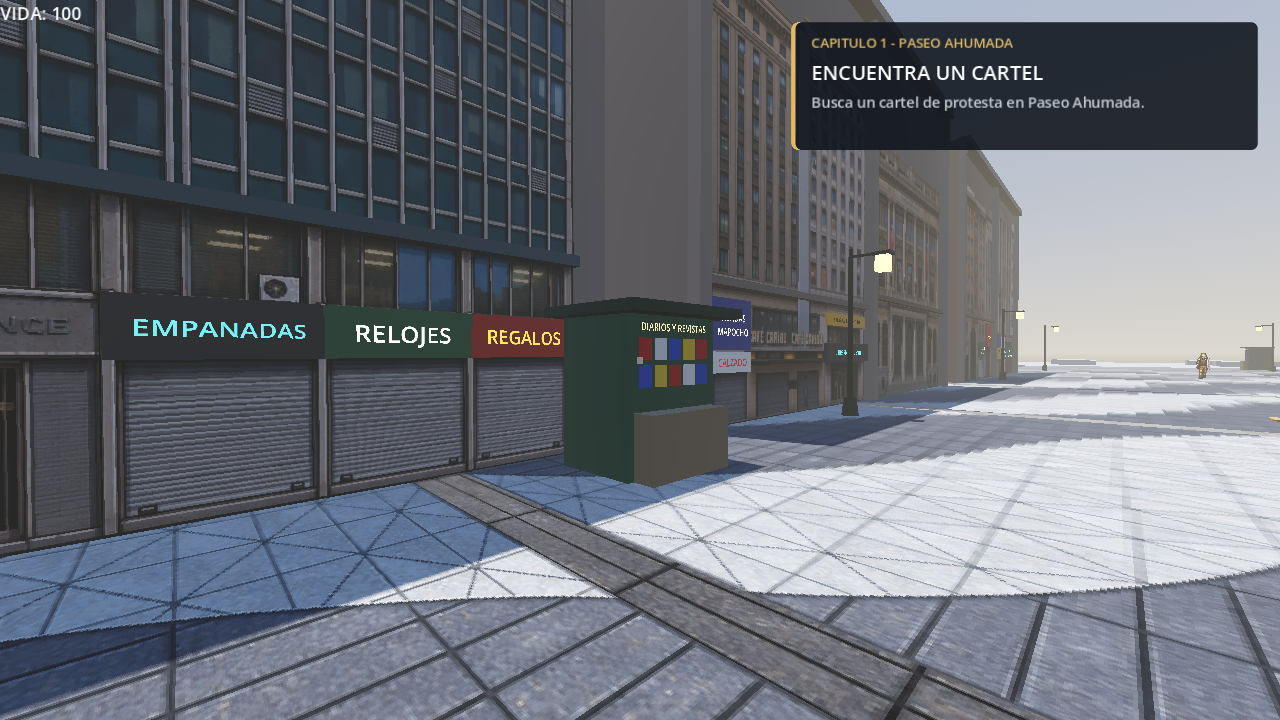 VIDA: 100
CAPITULO 1 - PASEO AHUMADA
ENCUENTRA UN CARTEL
Busca un cartel de protesta en Paseo Ahumada.
NCE
EMPANADAS
RELOJES
REGALOS
DIARIOS Y REVISTAS
MAPOCHO
CALZADO